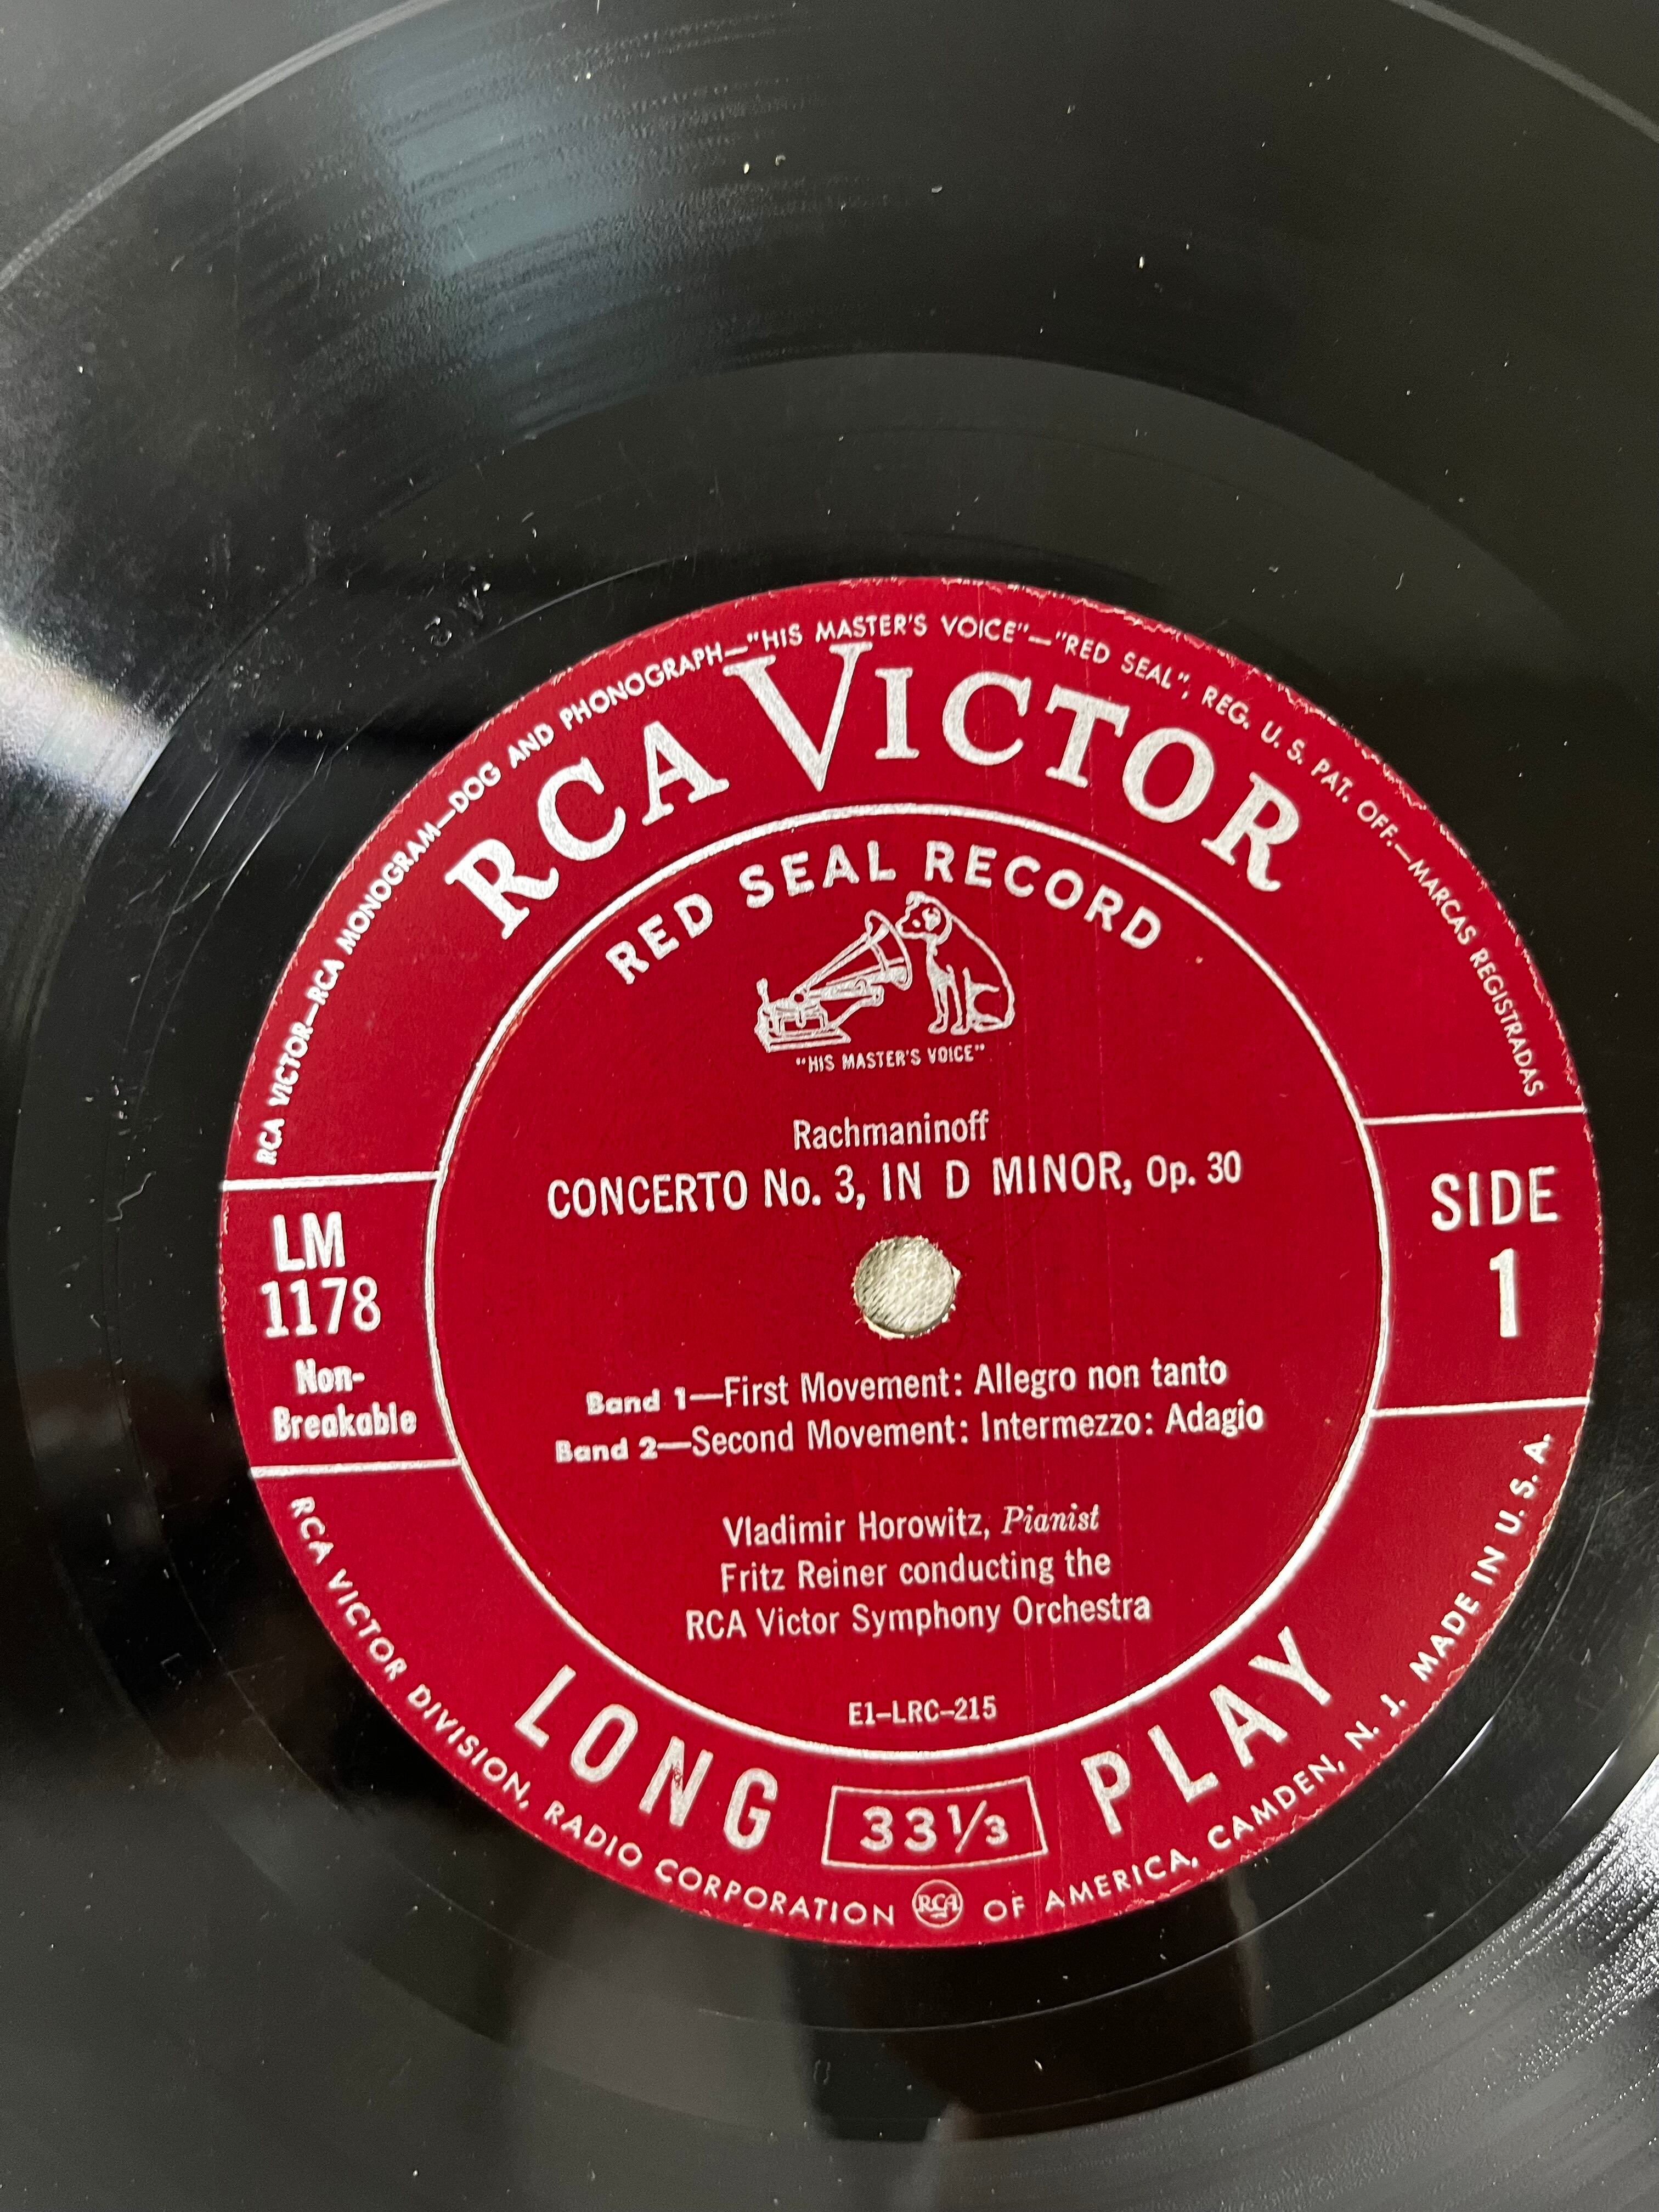 RCA VICTOR—RCA MONOGRAM—DOG AND PHONOGRAPH—"HIS MASTER'S VOICE"—"RED SEAL", REG. U. S. PAT. OFF.—MARCAS REGISTRADAS
RCA VICTOR
RED SEAL RECORD
"HIS MASTER'S VOICE"
Rachmaninoff
CONCERTO No. 3, IN D MINOR, Op. 30
LM
1178
Non-
Breakable
SIDE
1
Band 1—First Movement: Allegro non tanto
Band 2—Second Movement: Intermezzo: Adagio
Vladimir Horowitz, Pianist
Fritz Reiner conducting the
RCA Victor Symphony Orchestra
E1-LRC-215
LONG 33⅓ PLAY
RCA VICTOR DIVISION, RADIO CORPORATION RCA OF AMERICA, CAMDEN, N. J. MADE IN U. S. A.